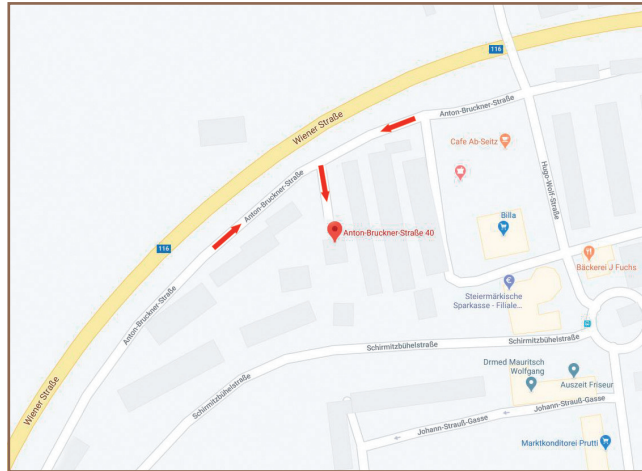 116
Wiener Straße
Anton-Bruckner-Straße
Cafe Ab-Seitz
Anton-Bruckner-Straße
Hugo-Wolf-Straße
Billa
Anton-Bruckner-Straße 40
116
Bäckerei J Fuchs
Steiermärkische
Sparkasse - Filiale...
Anton-Bruckner-Straße
Schirmitzbühelstraße
Drmed Mauritsch
Wolfgang
Auszeit Friseur
Wiener Straße
Schirmitzbühelstraße
Johann-Strauß-Gasse
Johann-Strauß-Gasse
Marktkonditorei Pruttl